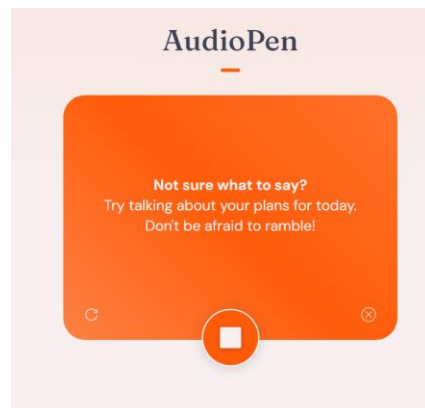 AudioPen
Not sure what to say?
Try talking about your plans for today.
Don't be afraid to ramble!